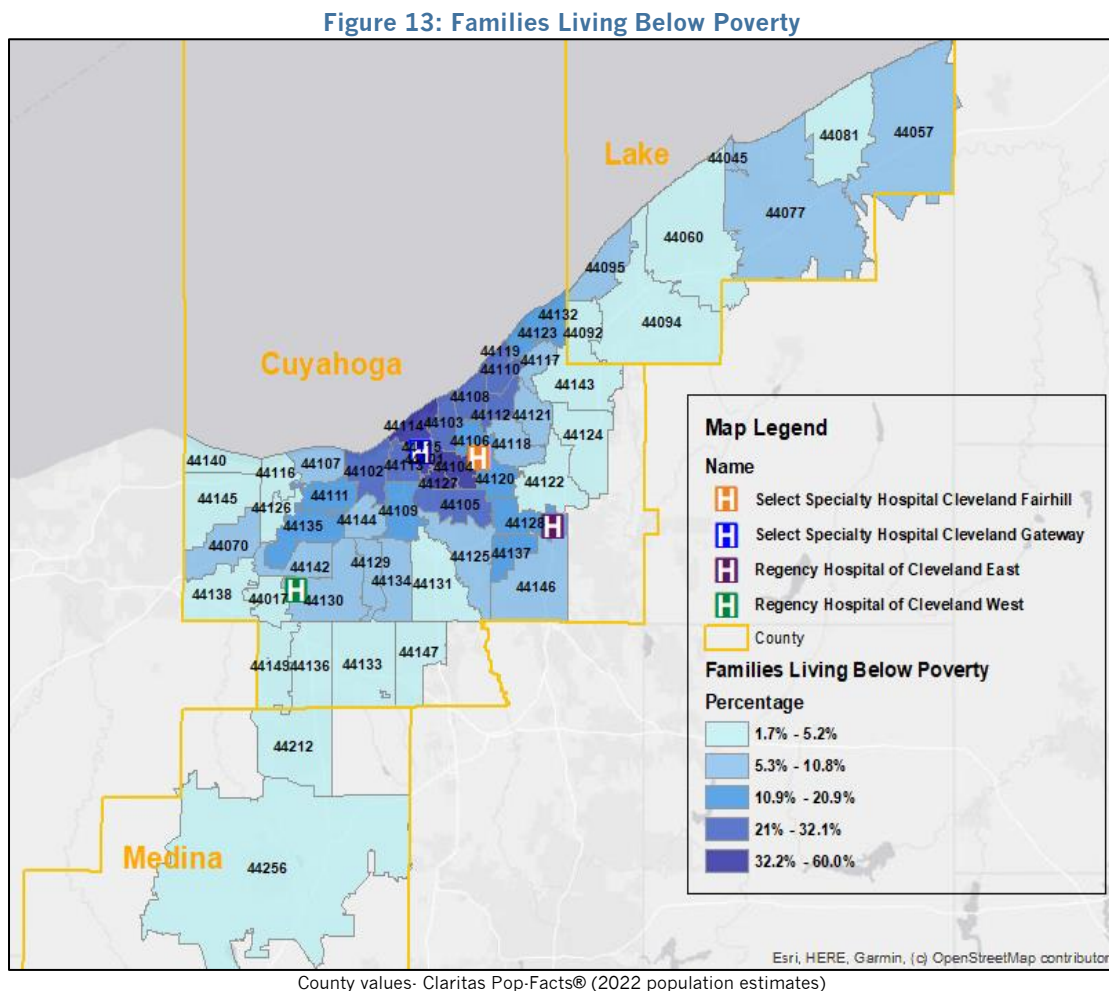 Figure 13: Families Living Below Poverty
44081
44057
Lake
44045
44077
44060
44095
44132
44092
44094
44123
44119
44117
44110
Cuyahoga
44143
44108
44114
44103
44112
44121
44124
44106
44118
44140
44116
44107
44102
44113
44104
44120
44122
44145
44126
44111
44127
44105
44135
44144
44109
44128
44070
44125
44137
44142
44129
44134
44131
44146
44138
44017
44130
44149
44136
44133
44147
44212
Medina
44256
H
H
H
H
Map Legend
Name
H Select Specialty Hospital Cleveland Fairhill
H Select Specialty Hospital Cleveland Gateway
H Regency Hospital of Cleveland East
H Regency Hospital of Cleveland West
County
Families Living Below Poverty
Percentage
1.7% - 5.2%
5.3% - 10.8%
10.9% - 20.9%
21% - 32.1%
32.2% - 60.0%
Esri, HERE, Garmin, (c) OpenStreetMap contributor
County values- Claritas Pop-Facts® (2022 population estimates)